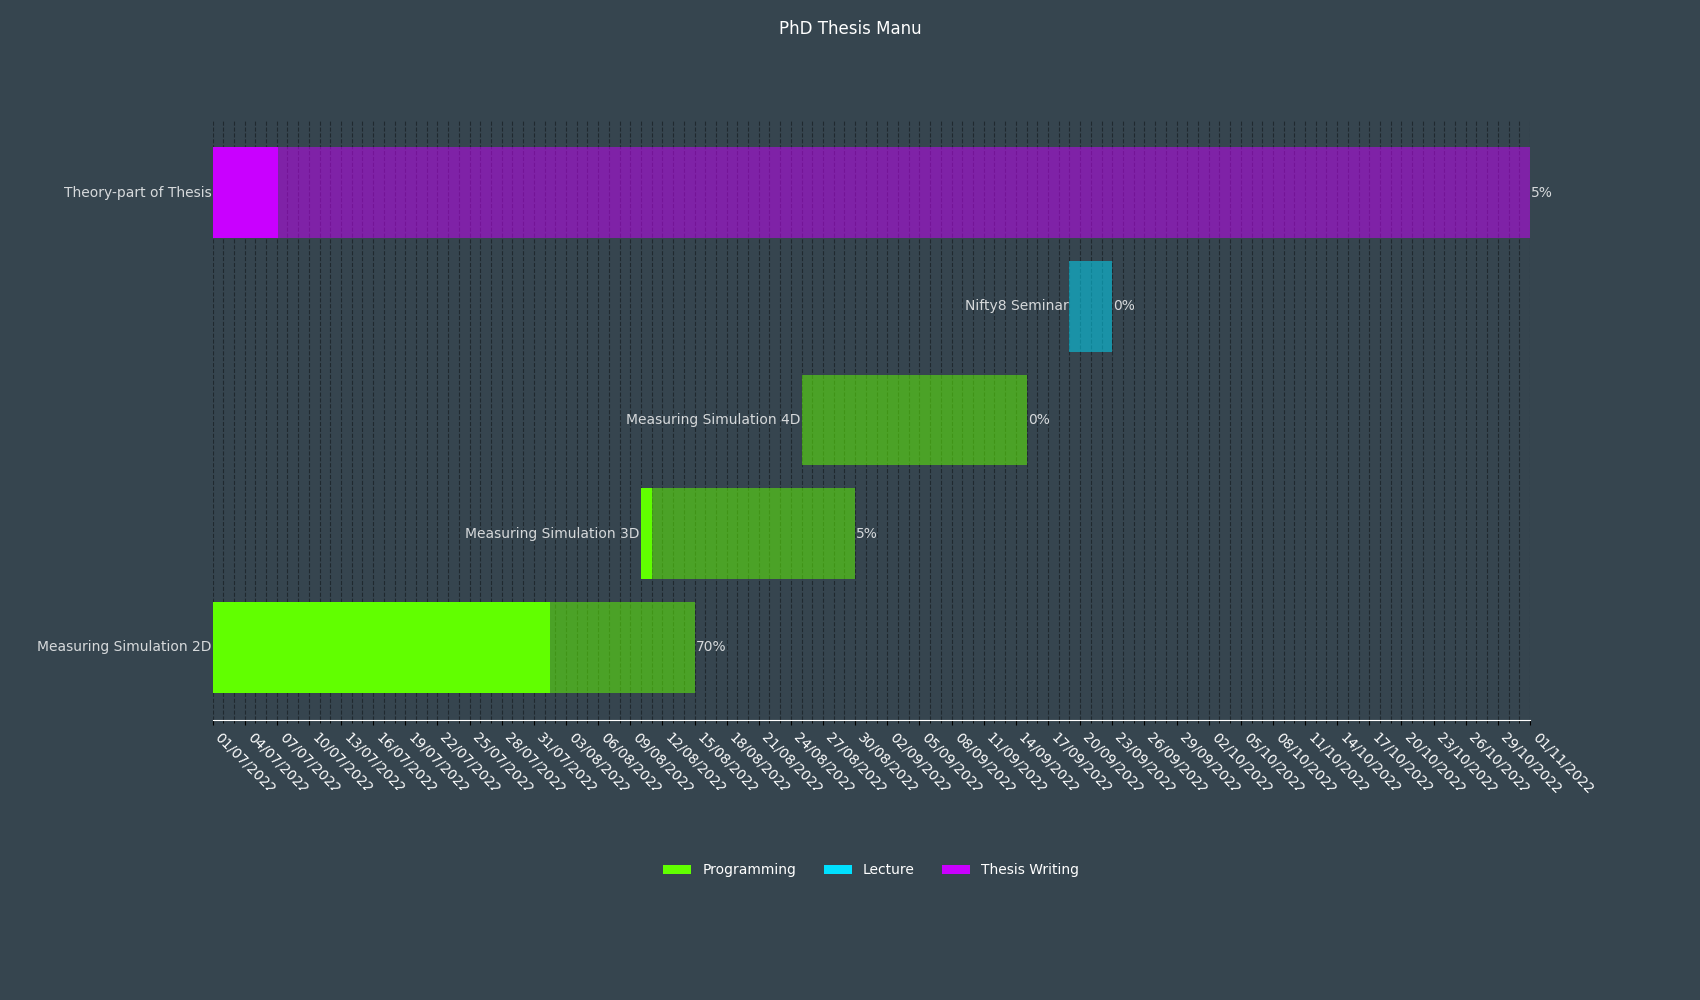 PhD Thesis Manu
Theory-part of Thesis 5%
Nifty8 Seminar 0%
Measuring Simulation 4D 0%
Measuring Simulation 3D 5%
Measuring Simulation 2D 70%
01/07/2022 04/07/2022 07/07/2022 10/07/2022 13/07/2022 16/07/2022 19/07/2022 22/07/2022 25/07/2022 28/07/2022 31/07/2022 03/08/2022 06/08/2022 09/08/2022 12/08/2022 15/08/2022 18/08/2022 21/08/2022 24/08/2022 27/08/2022 30/08/2022 02/09/2022 05/09/2022 08/09/2022 11/09/2022 14/09/2022 17/09/2022 20/09/2022 23/09/2022 26/09/2022 29/09/2022 02/10/2022 05/10/2022 08/10/2022 11/10/2022 14/10/2022 17/10/2022 20/10/2022 23/10/2022 26/10/2022 29/10/2022 01/11/2022
Programming Lecture Thesis Writing